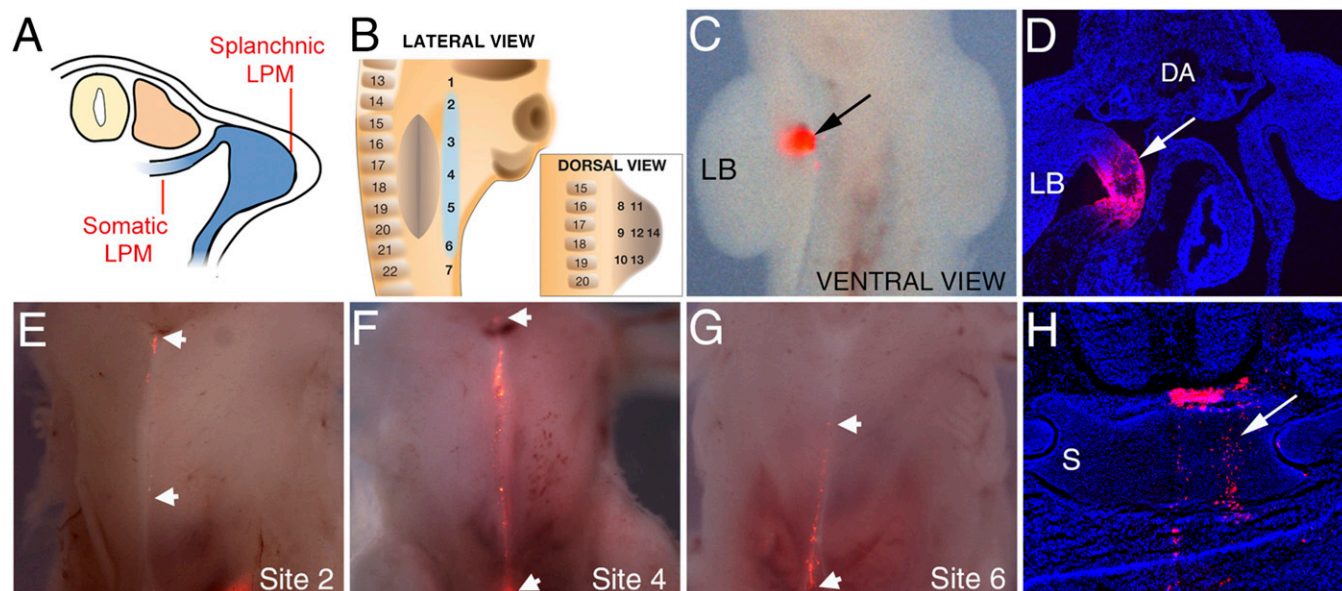 A
Splanchnic
LPM
Somatic
LPM
B
LATERAL VIEW
13
14
15
16
17
18
19
20
21
22
1
2
3
4
5
6
7
DORSAL VIEW
15
16
17
18
19
20
8 11
9 12 14
10 13
C
LB
VENTRAL VIEW
D
DA
LB
E
Site 2
F
Site 4
G
Site 6
H
S